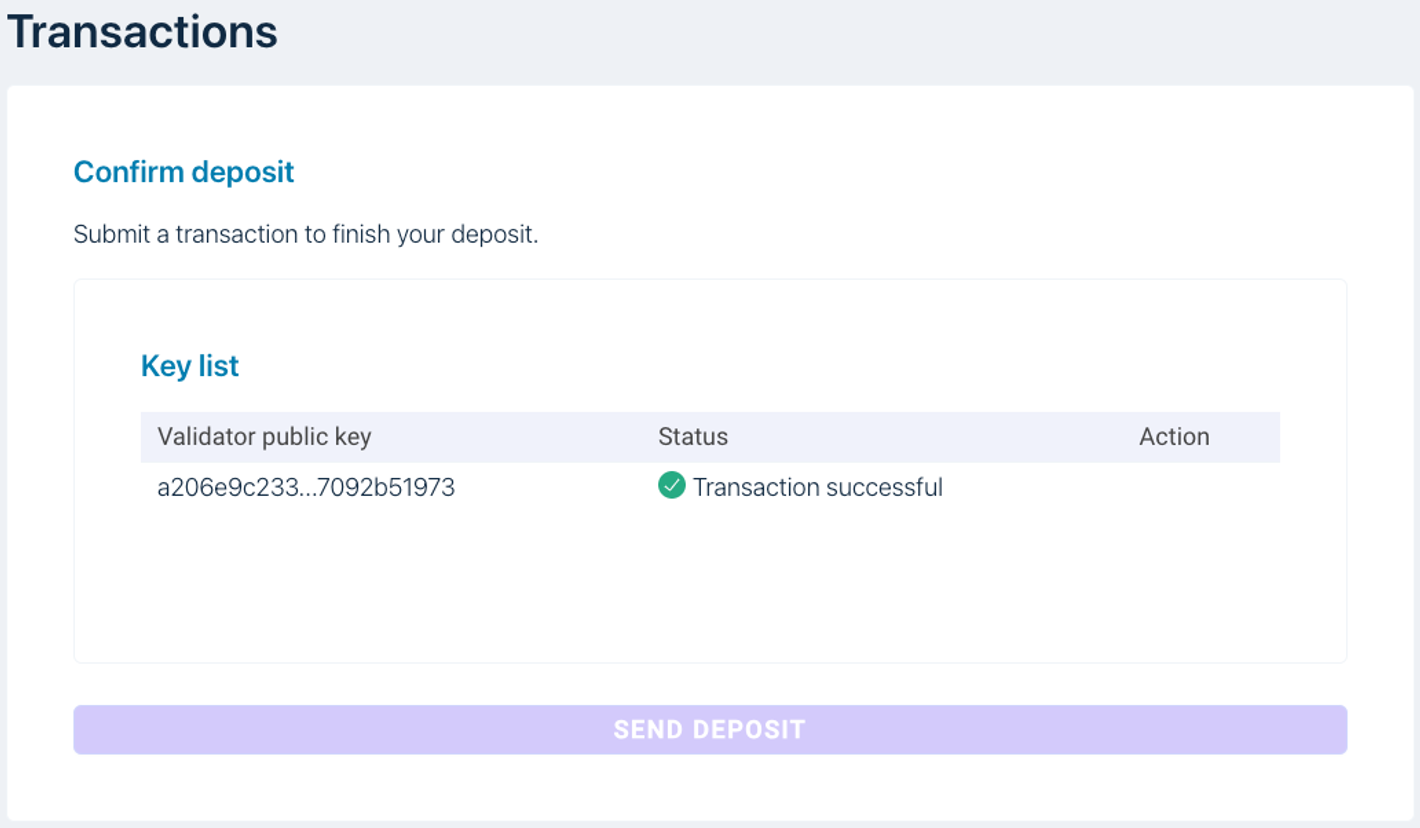 Transactions
Confirm deposit
Submit a transaction to finish your deposit.
Key list
Validator public key Status Action
a206e9c233...7092b51973 Transaction successful
SEND DEPOSIT